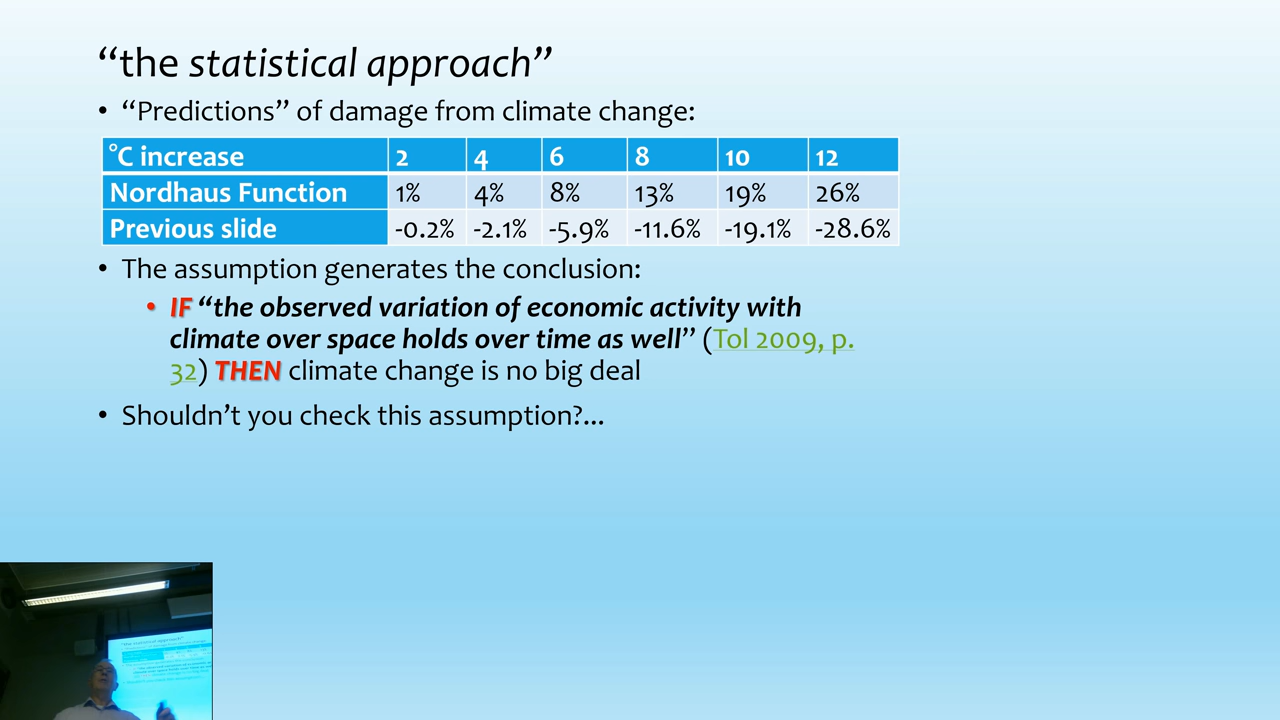 “the statistical approach”
• “Predictions” of damage from climate change:
°C increase 2 4 6 8 10 12
Nordhaus Function 1% 4% 8% 13% 19% 26%
Previous slide -0.2% -2.1% -5.9% -11.6% -19.1% -28.6%
• The assumption generates the conclusion:
• IF “the observed variation of economic activity with
climate over space holds over time as well” (Tol 2009, p.
32) THEN climate change is no big deal
• Shouldn’t you check this assumption?...
“the statistical approach”